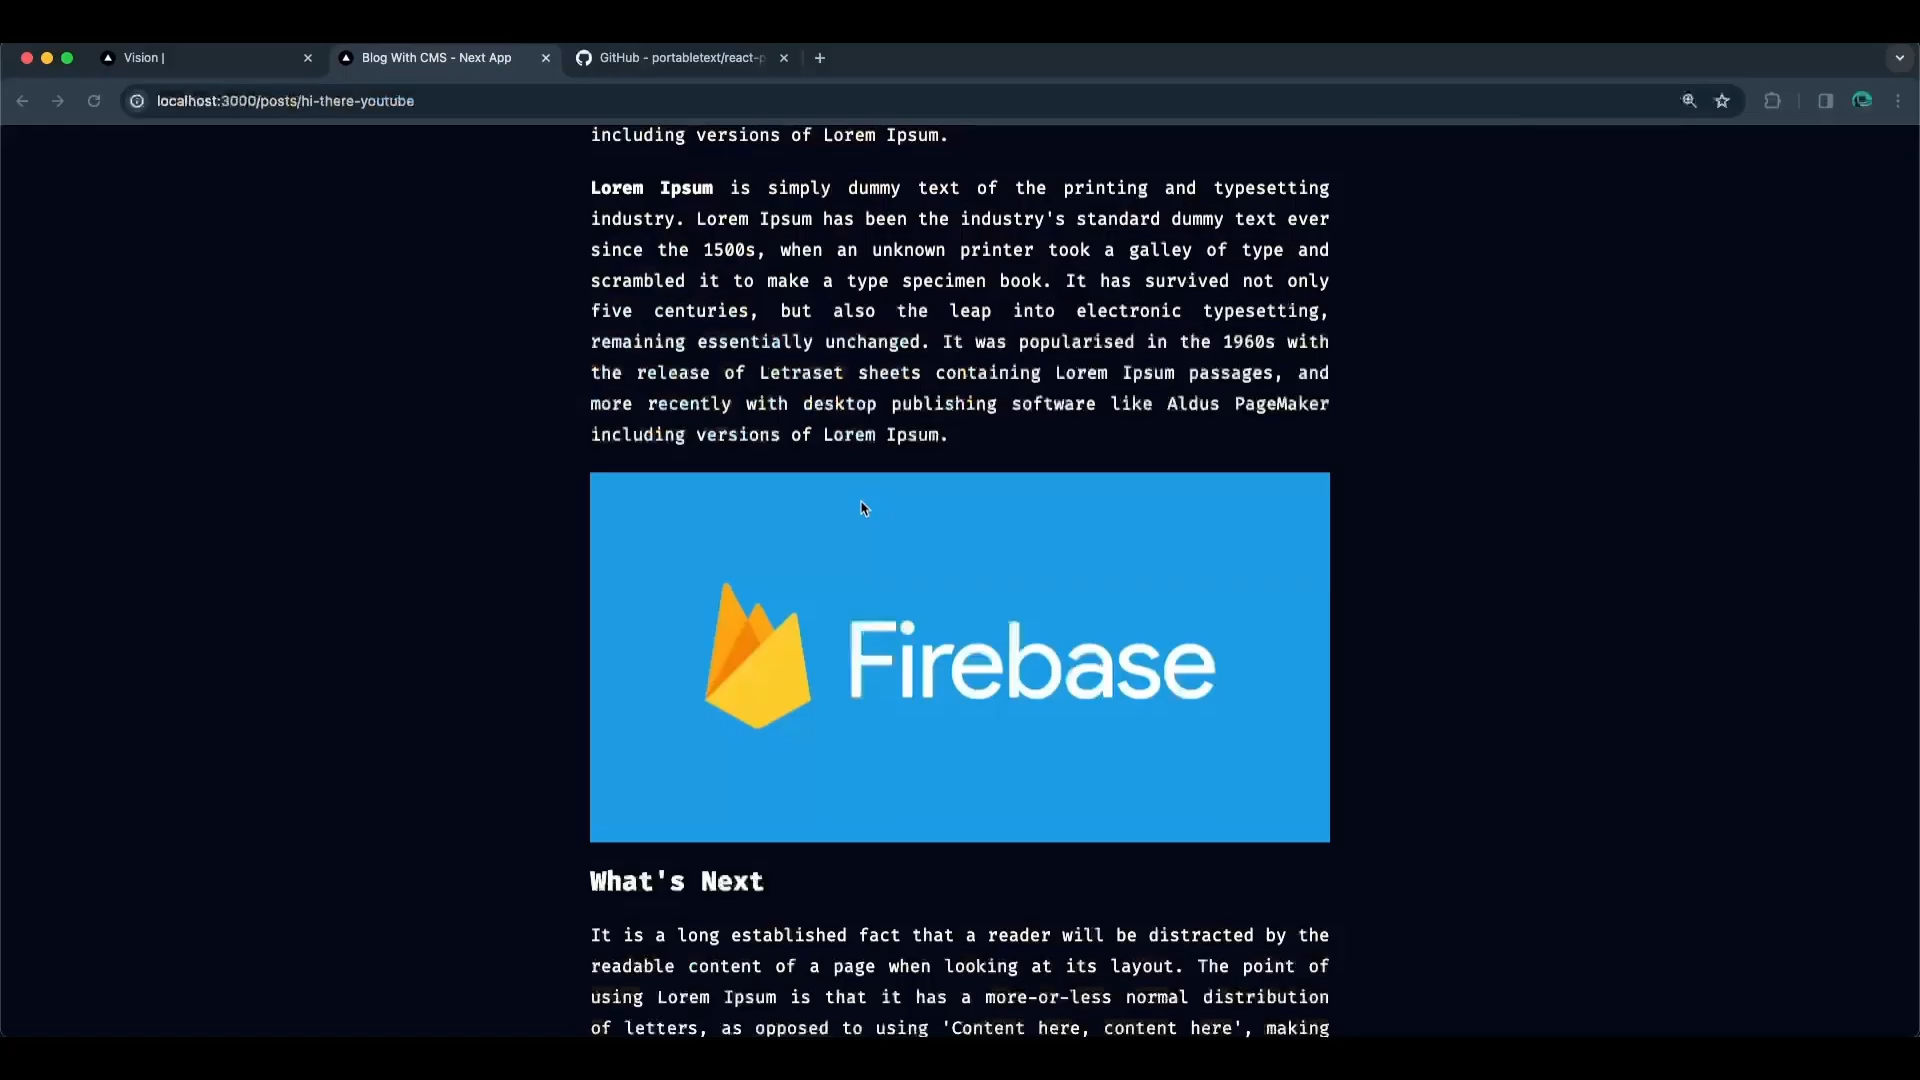 Vision |
Blog With CMS - Next App
GitHub - portabletext/react-p
localhost:3000/posts/hi-there-youtube
including versions of Lorem Ipsum.
Lorem Ipsum is simply dummy text of the printing and typesetting
industry. Lorem Ipsum has been the industry's standard dummy text ever
since the 1500s, when an unknown printer took a galley of type and
scrambled it to make a type specimen book. It has survived not only
five centuries, but also the leap into electronic typesetting,
remaining essentially unchanged. It was popularised in the 1960s with
the release of Letraset sheets containing Lorem Ipsum passages, and
more recently with desktop publishing software like Aldus PageMaker
including versions of Lorem Ipsum.
Firebase
What's Next
It is a long established fact that a reader will be distracted by the
readable content of a page when looking at its layout. The point of
using Lorem Ipsum is that it has a more-or-less normal distribution
of letters, as opposed to using 'Content here, content here', making